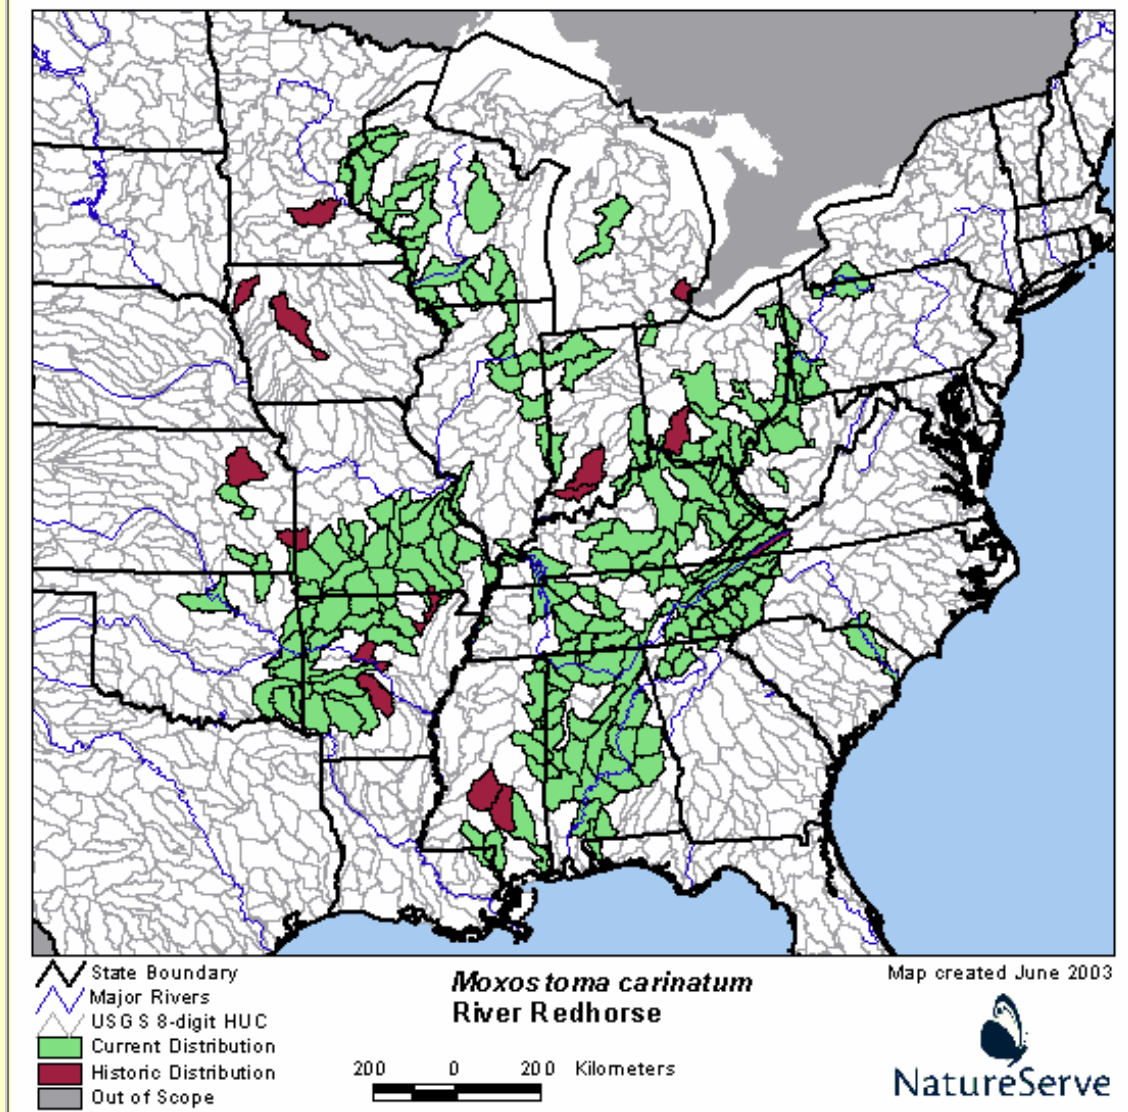 State Boundary
Major Rivers
USGS 8-digit HUC
Current Distribution
Historic Distribution
Out of Scope
Moxostoma carinatum
River Redhorse
200 0 200 Kilometers
Map created June 2003
NatureServe